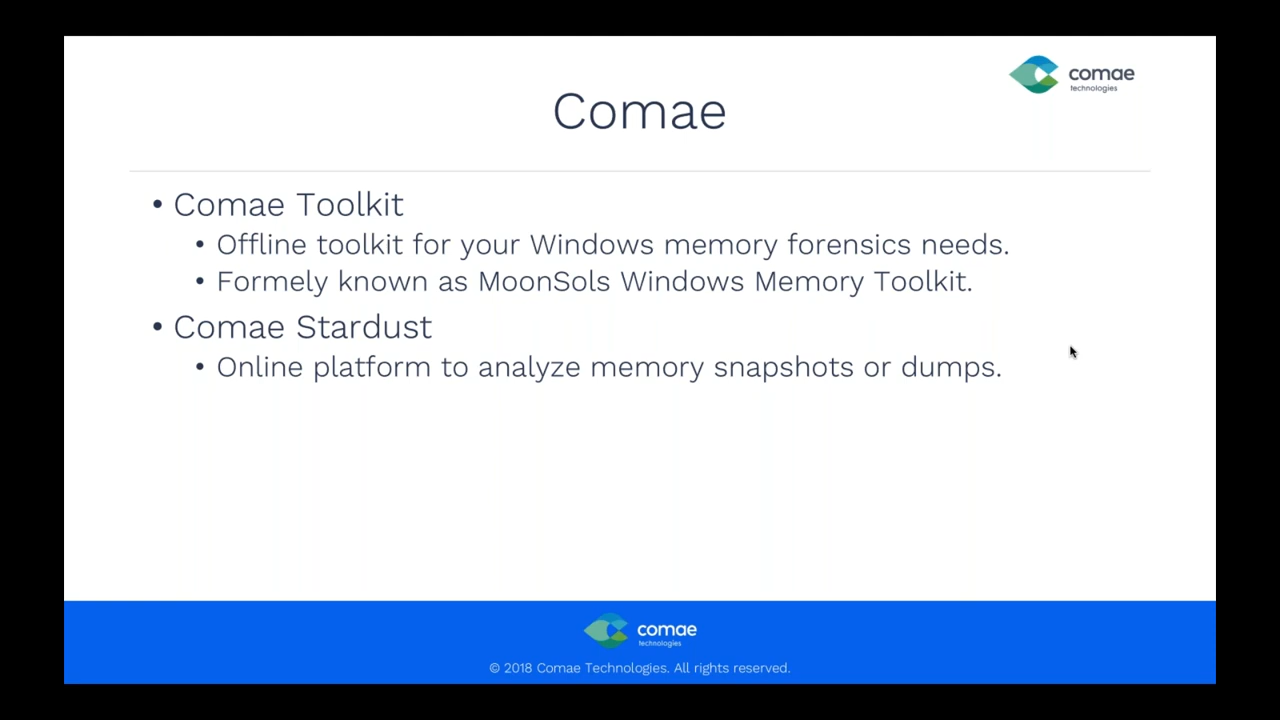 comae
technologies
Comae
• Comae Toolkit
• Offline toolkit for your Windows memory forensics needs.
• Formely known as MoonSols Windows Memory Toolkit.
• Comae Stardust
• Online platform to analyze memory snapshots or dumps.
comae
technologies
© 2018 Comae Technologies. All rights reserved.